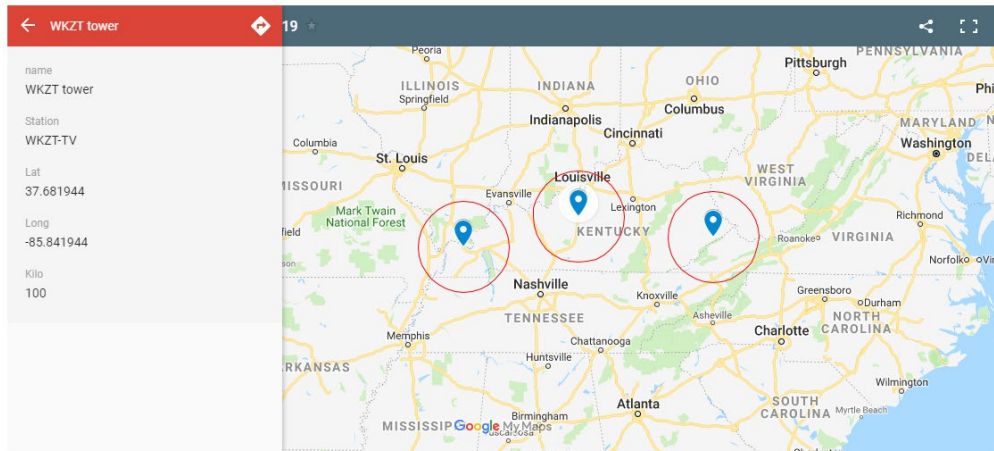 WKZT tower
19
name
WKZT tower
Station
WKZT-TV
Lat
37.681944
Long
-85.841944
Kilo
100
Peoria
PENNSYLVANIA
Pittsburgh
ILLINOIS
INDIANA
OHIO
Phi
Springfield
Columbus
Indianapolis
MARYLAND
N
Cincinnati
Columbia
Washington
St. Louis
DEL
WEST
VIRGINIA
Louisville
MISSOURI
Evansville
Lexington
Mark Twain
National Forest
Richmond
field
KENTUCKY
Roanoke
VIRGINIA
Norfolk
Vir
son
Nashville
Knoxville
Greensboro
Durham
TENNESSEE
Asheville
NORTH
CAROLINA
Memphis
Charlotte
Chattanooga
Huntsville
ARKANSAS
Wilmington
Atlanta
SOUTH
CAROLINA
Myrtle Beach
Birmingham
MISSISSIP
Google My Maps